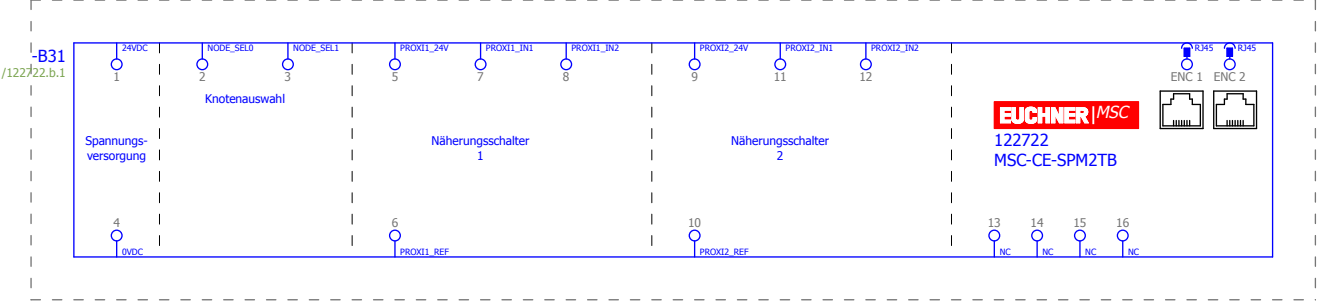 -B31
/122722.b.1
24VDC
NODE_SEL0
NODE_SEL1
PROXI1_24V
PROXI1_IN1
PROXI1_IN2
PROXI2_24V
PROXI2_IN1
PROXI2_IN2
RJ45
RJ45
1
2
3
5
7
8
9
11
12
ENC 1
ENC 2
Knotenauswahl
Spannungs-
versorgung
Näherungsschalter
1
Näherungsschalter
2
EUCHNER MSC
122722
MSC-CE-SPM2TB
4
6
10
13
14
15
16
0VDC
PROXI1_REF
PROXI2_REF
NC
NC
NC
NC